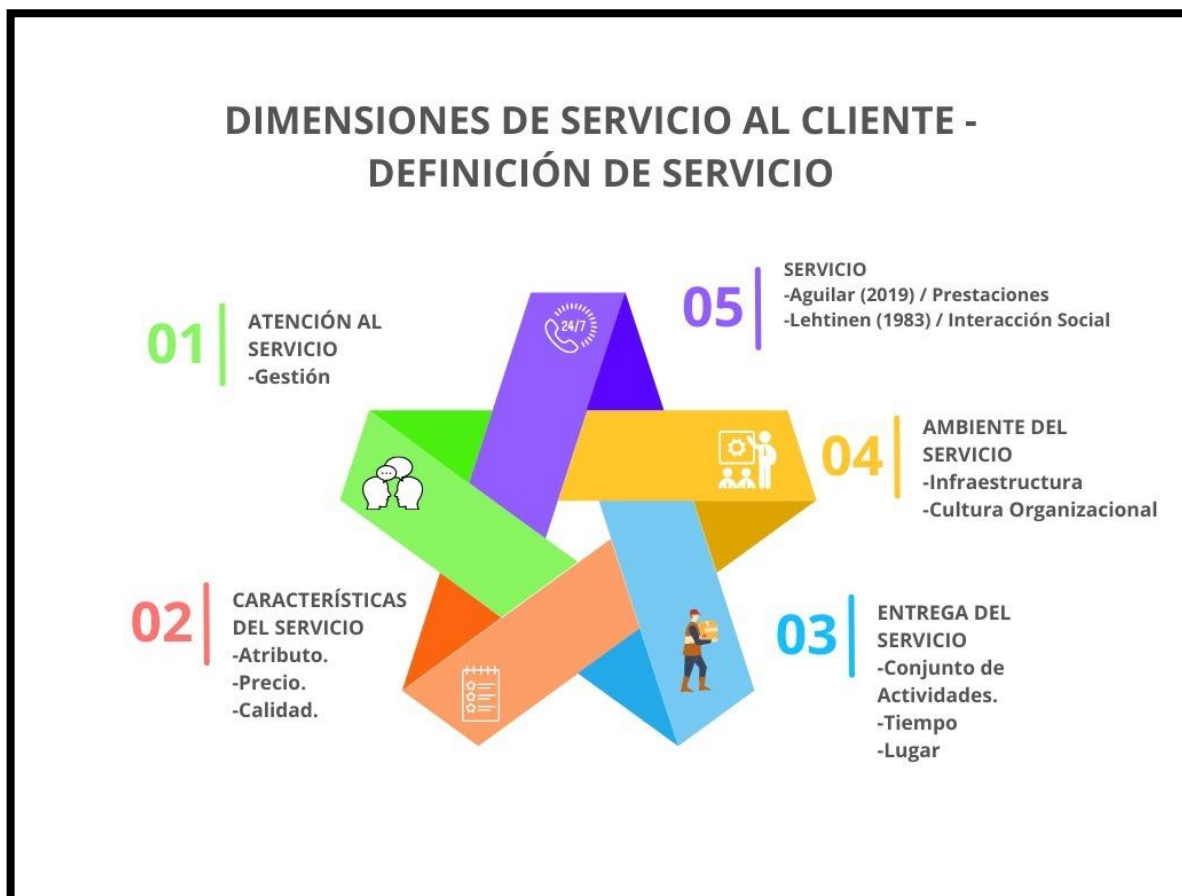 DIMENSIONES DE SERVICIO AL CLIENTE -
DEFINICIÓN DE SERVICIO
01
ATENCIÓN AL
SERVICIO
-Gestión
02
CARACTERÍSTICAS
DEL SERVICIO
-Atributo.
-Precio.
-Calidad.
03
ENTREGA DEL
SERVICIO
-Conjunto de
Actividades.
-Tiempo
-Lugar
04
AMBIENTE DEL
SERVICIO
-Infraestructura
-Cultura Organizacional
05
SERVICIO
-Aguilar (2019) / Prestaciones
-Lehtinen (1983) / Interacción Social
24/7